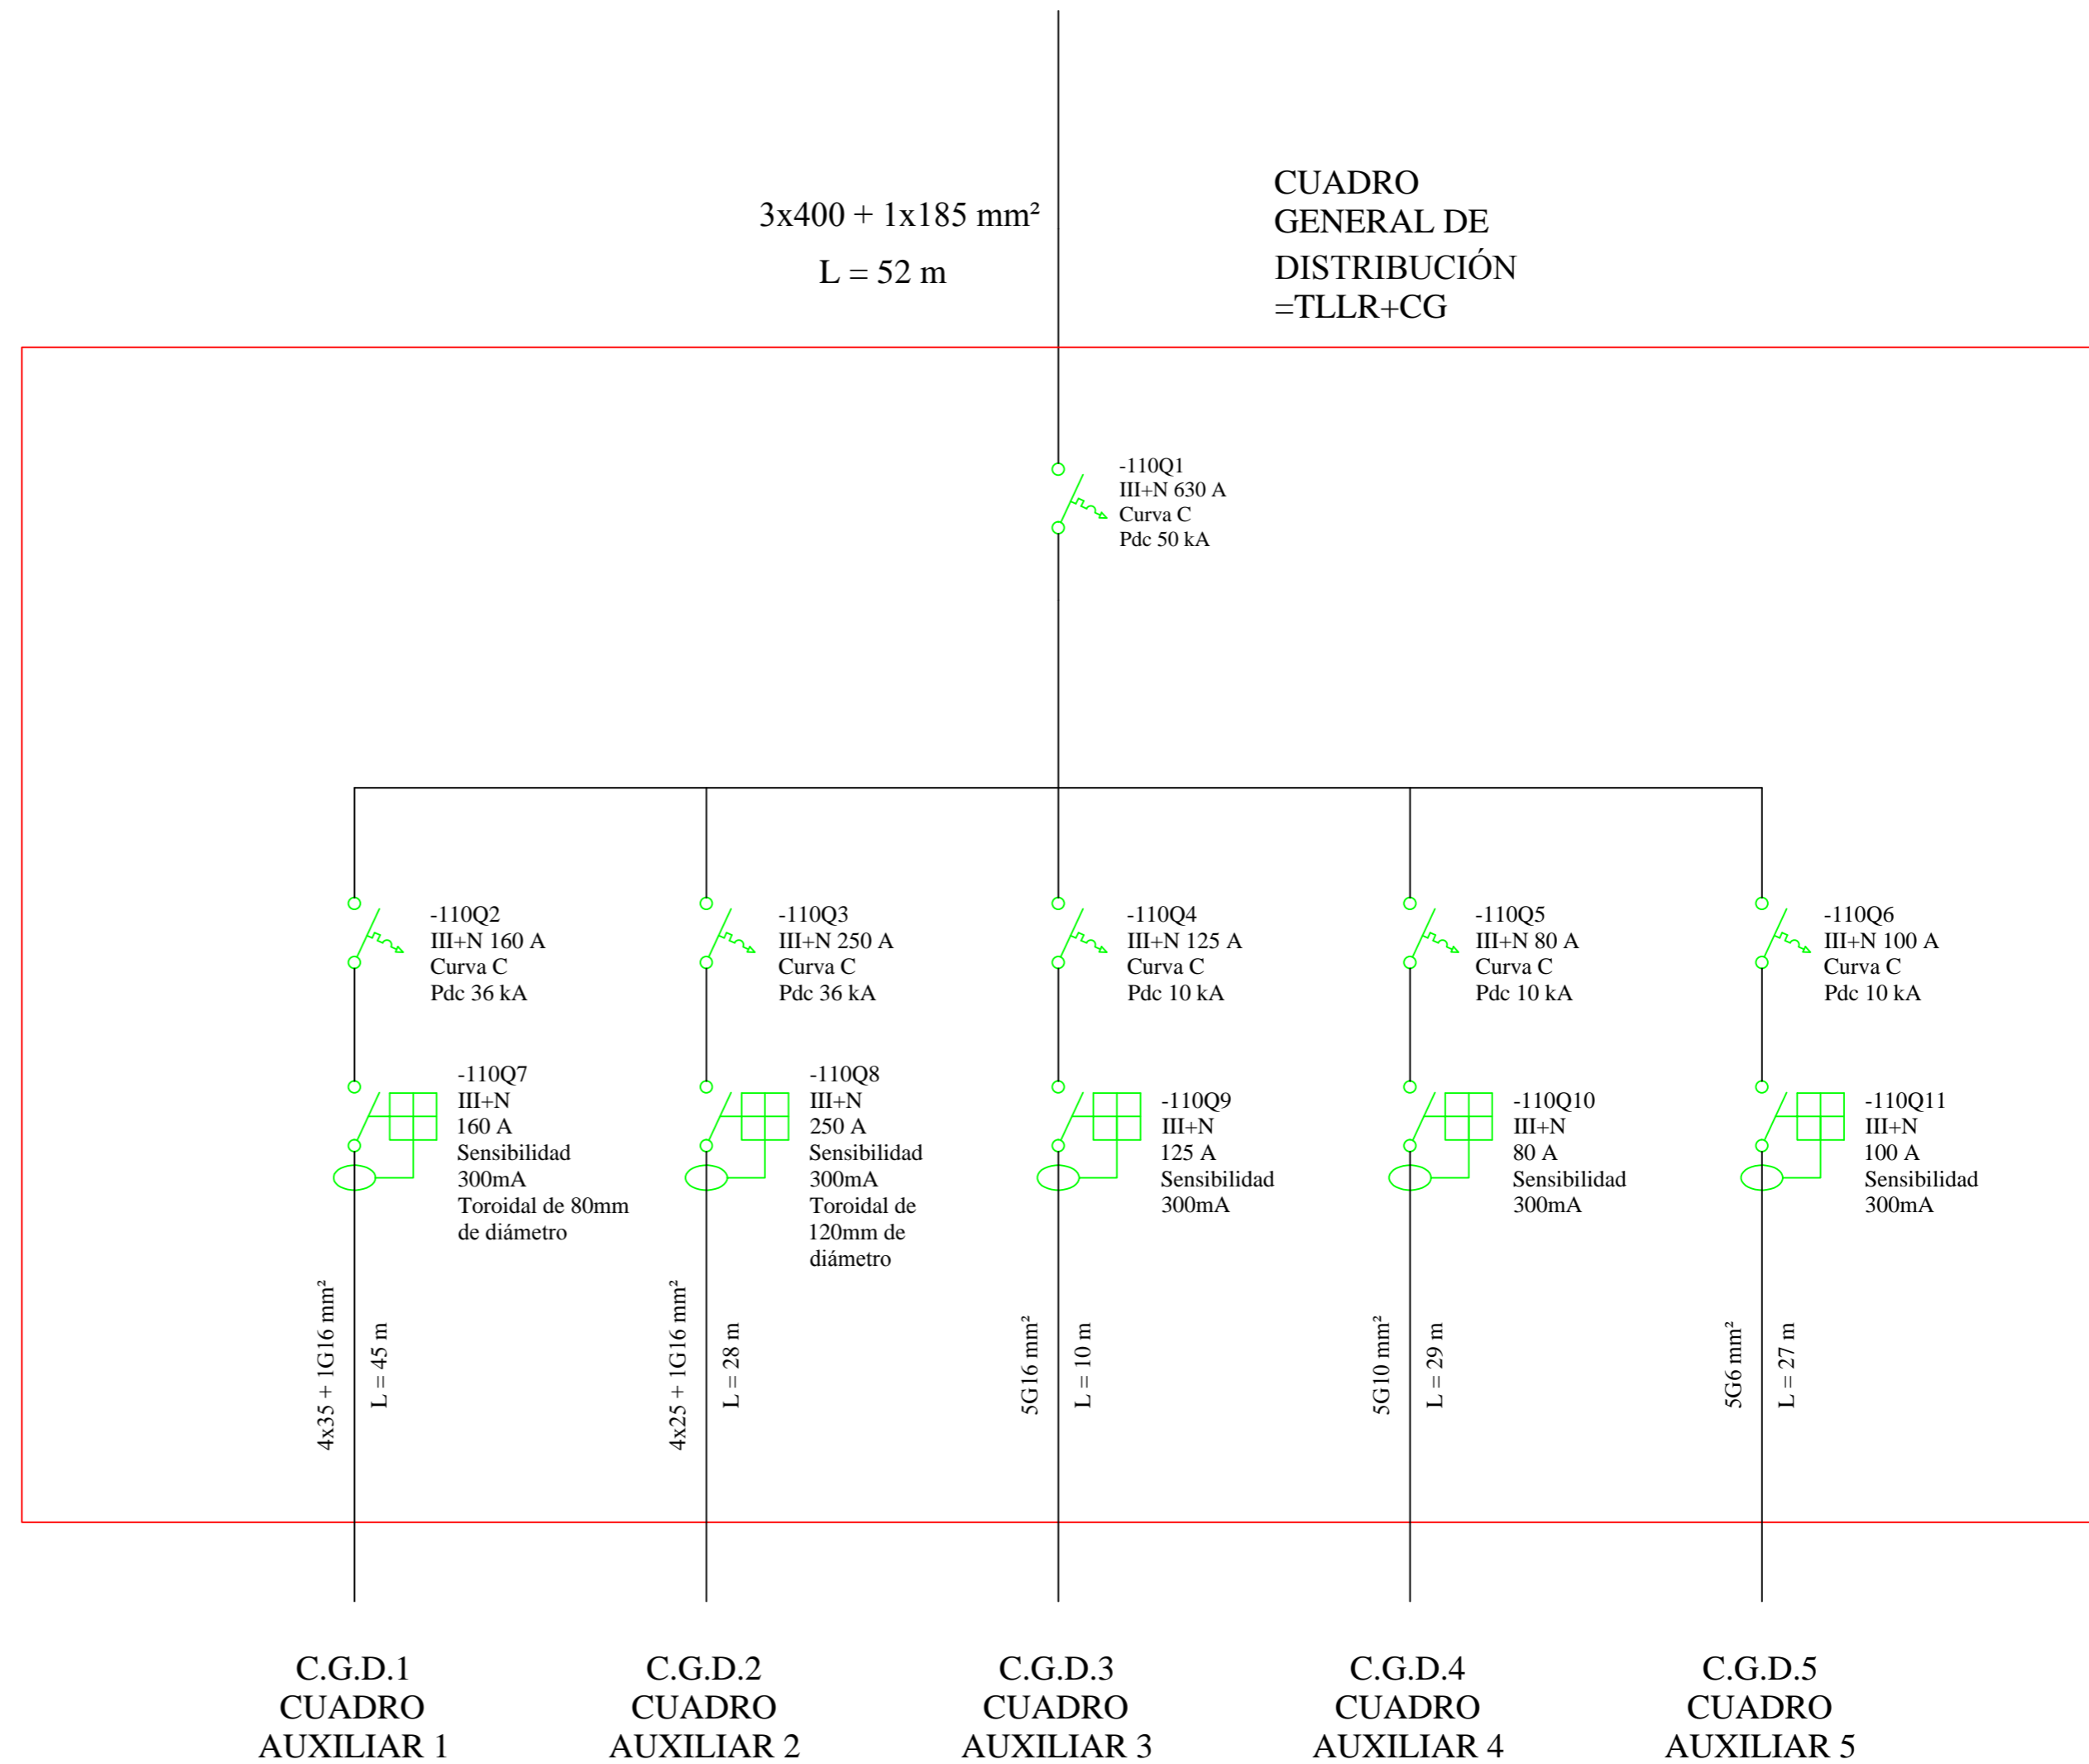 3x400 + 1x185 mm²
L = 52 m
CUADRO
GENERAL DE
DISTRIBUCIÓN
=TLLR+CG
-110Q1
III+N 630 A
Curva C
Pdc 50 kA
-110Q2
III+N 160 A
Curva C
Pdc 36 kA
-110Q3
III+N 250 A
Curva C
Pdc 36 kA
-110Q4
III+N 125 A
Curva C
Pdc 10 kA
-110Q5
III+N 80 A
Curva C
Pdc 10 kA
-110Q6
III+N 100 A
Curva C
Pdc 10 kA
-110Q7
III+N
160 A
Sensibilidad
300mA
Toroidal de 80mm
de diámetro
-110Q8
III+N
250 A
Sensibilidad
300mA
Toroidal de
120mm de
diámetro
-110Q9
III+N
125 A
Sensibilidad
300mA
-110Q10
III+N
80 A
Sensibilidad
300mA
-110Q11
III+N
100 A
Sensibilidad
300mA
4x35 + 1G16 mm²
L = 45 m
4x25 + 1G16 mm²
L = 28 m
5G16 mm²
L = 10 m
5G10 mm²
L = 29 m
5G6 mm²
L = 27 m
C.G.D.1
CUADRO
AUXILIAR 1
C.G.D.2
CUADRO
AUXILIAR 2
C.G.D.3
CUADRO
AUXILIAR 3
C.G.D.4
CUADRO
AUXILIAR 4
C.G.D.5
CUADRO
AUXILIAR 5